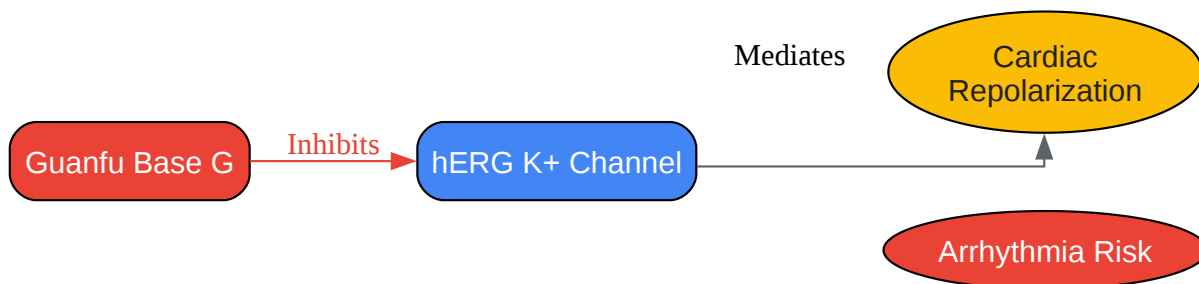 Mediates
Cardiac
Repolarization
Guanfu Base G
Inhibits
hERG K+ Channel
Arrhythmia Risk